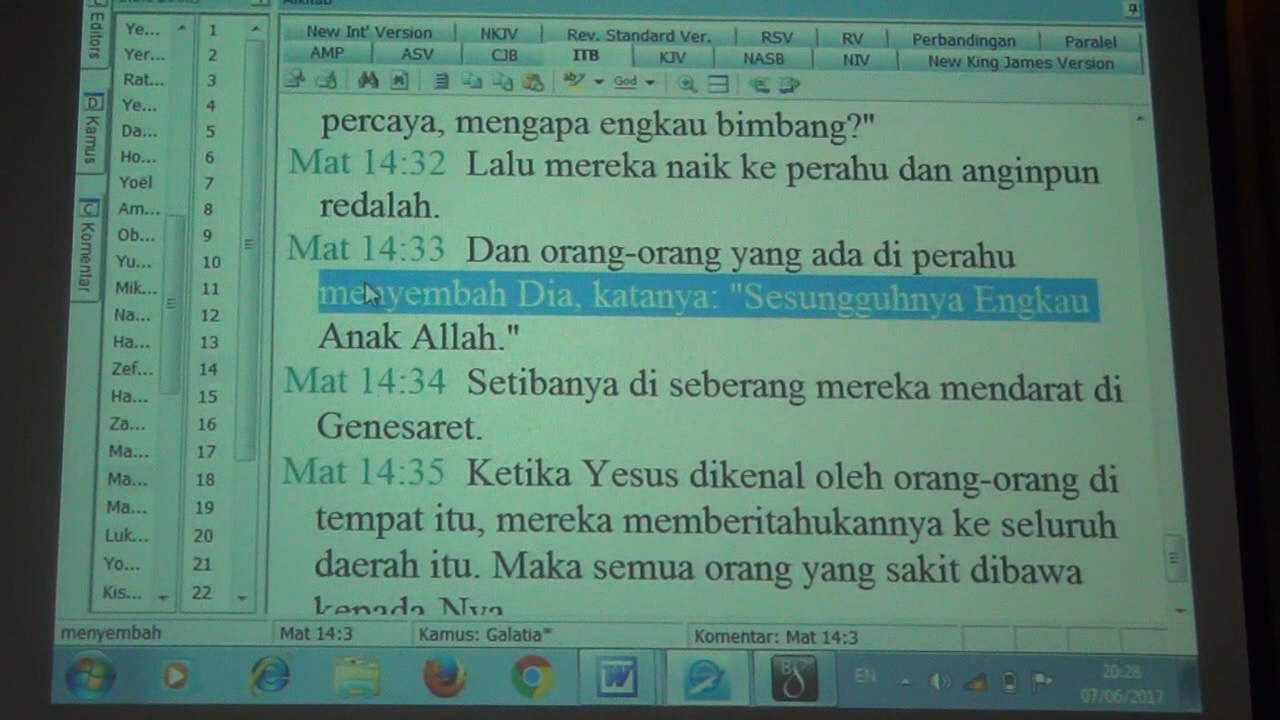 New Int' Version NKJV Rev. Standard Ver. RSV RV Perbandingan Paralel
AMP ASV CJB ITB KJV NASB NIV New King James Version
Editors
Kamus
Komentar
God
Ye... 1
Yer... 2
Rat... 3
Ye... 4
Da... 5
Ho... 6
Yoël 7
Am... 8
Ob... 9
Yu... 10
Mik... 11
Na... 12
Ha... 13
Zef... 14
Ha... 15
Za... 16
Ma... 17
Ma... 18
Ma... 19
Luk... 20
Yo... 21
Kis... 22
percaya, mengapa engkau bimbang?"
Mat 14:32 Lalu mereka naik ke perahu dan anginpun
redalah.
Mat 14:33 Dan orang-orang yang ada di perahu
menyembah Dia, katanya: "Sesungguhnya Engkau
Anak Allah."
Mat 14:34 Setibanya di seberang mereka mendarat di
Genesaret.
Mat 14:35 Ketika Yesus dikenal oleh orang-orang di
tempat itu, mereka memberitahukannya ke seluruh
daerah itu. Maka semua orang yang sakit dibawa
kepada Nya
menyembah Mat 14:3 Kamus: Galatia* Komentar: Mat 14:3
EN 20:28
07/06/2017